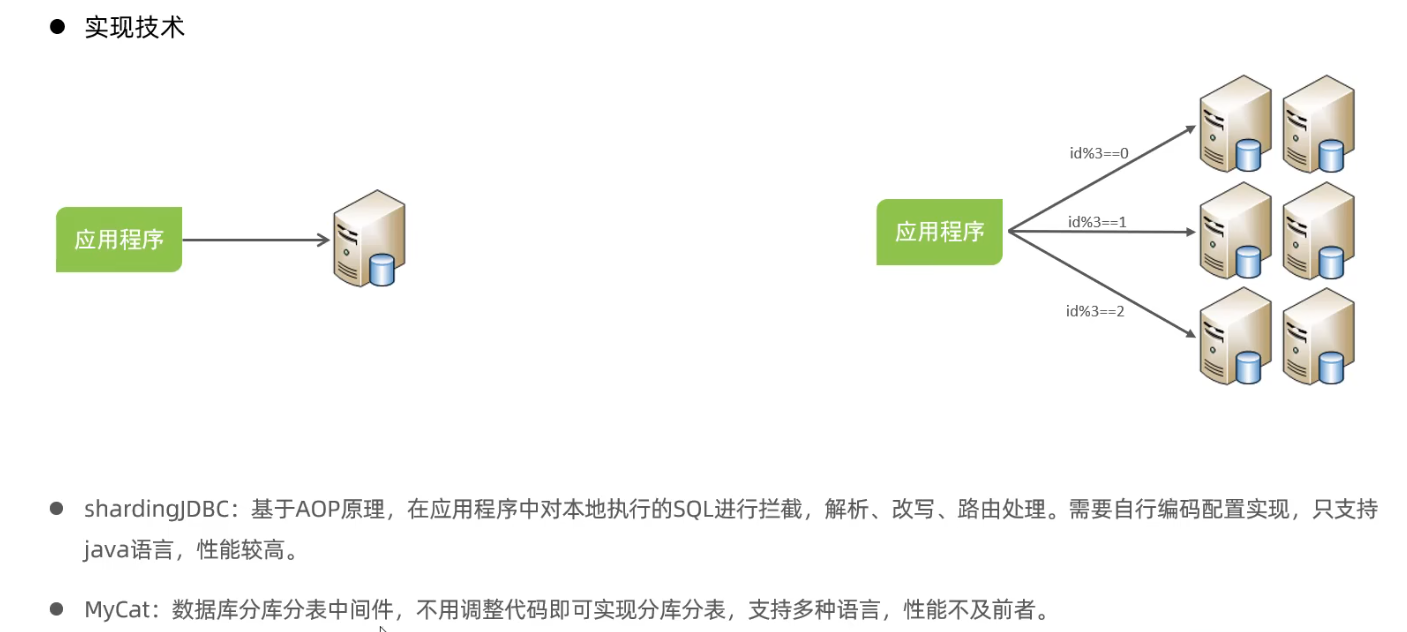 实现技术
应用程序
应用程序
id%3==0
id%3==1
id%3==2
shardingJDBC：基于AOP原理，在应用程序中对本地执行的SQL进行拦截，解析、改写、路由处理。需要自行编码配置实现，只支持
java语言，性能较高。
MyCat：数据库分库分表中间件，不用调整代码即可实现分库分表，支持多种语言，性能不及前者。